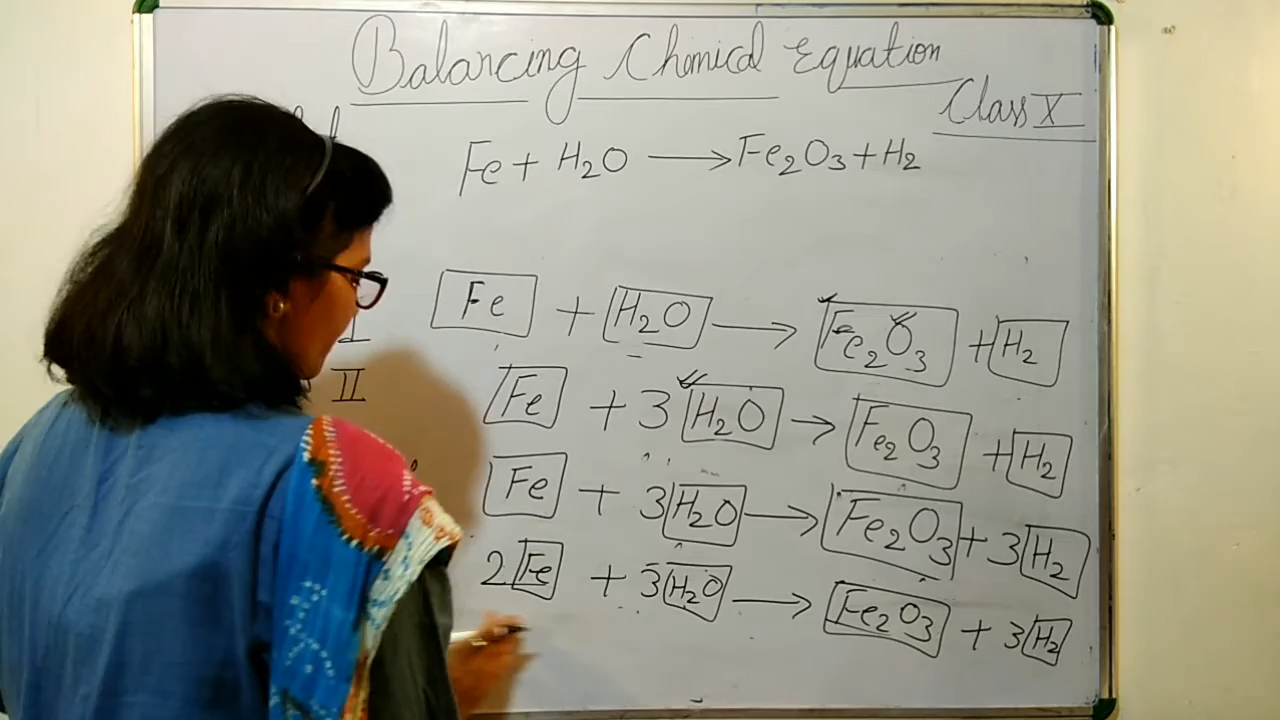 Balancing Chemical Equation
Class X
Fe + H₂O ⟶ Fe₂O₃ + H₂
I
Fe + H₂O ⟶ Fe₂O₃ + H₂
II
Fe + 3 H₂O → Fe₂O₃ + H₂
Fe + 3 H₂O ⟶ Fe₂O₃ + 3 H₂
2 Fe + 3 H₂O ⟶ Fe₂O₃ + 3 H₂